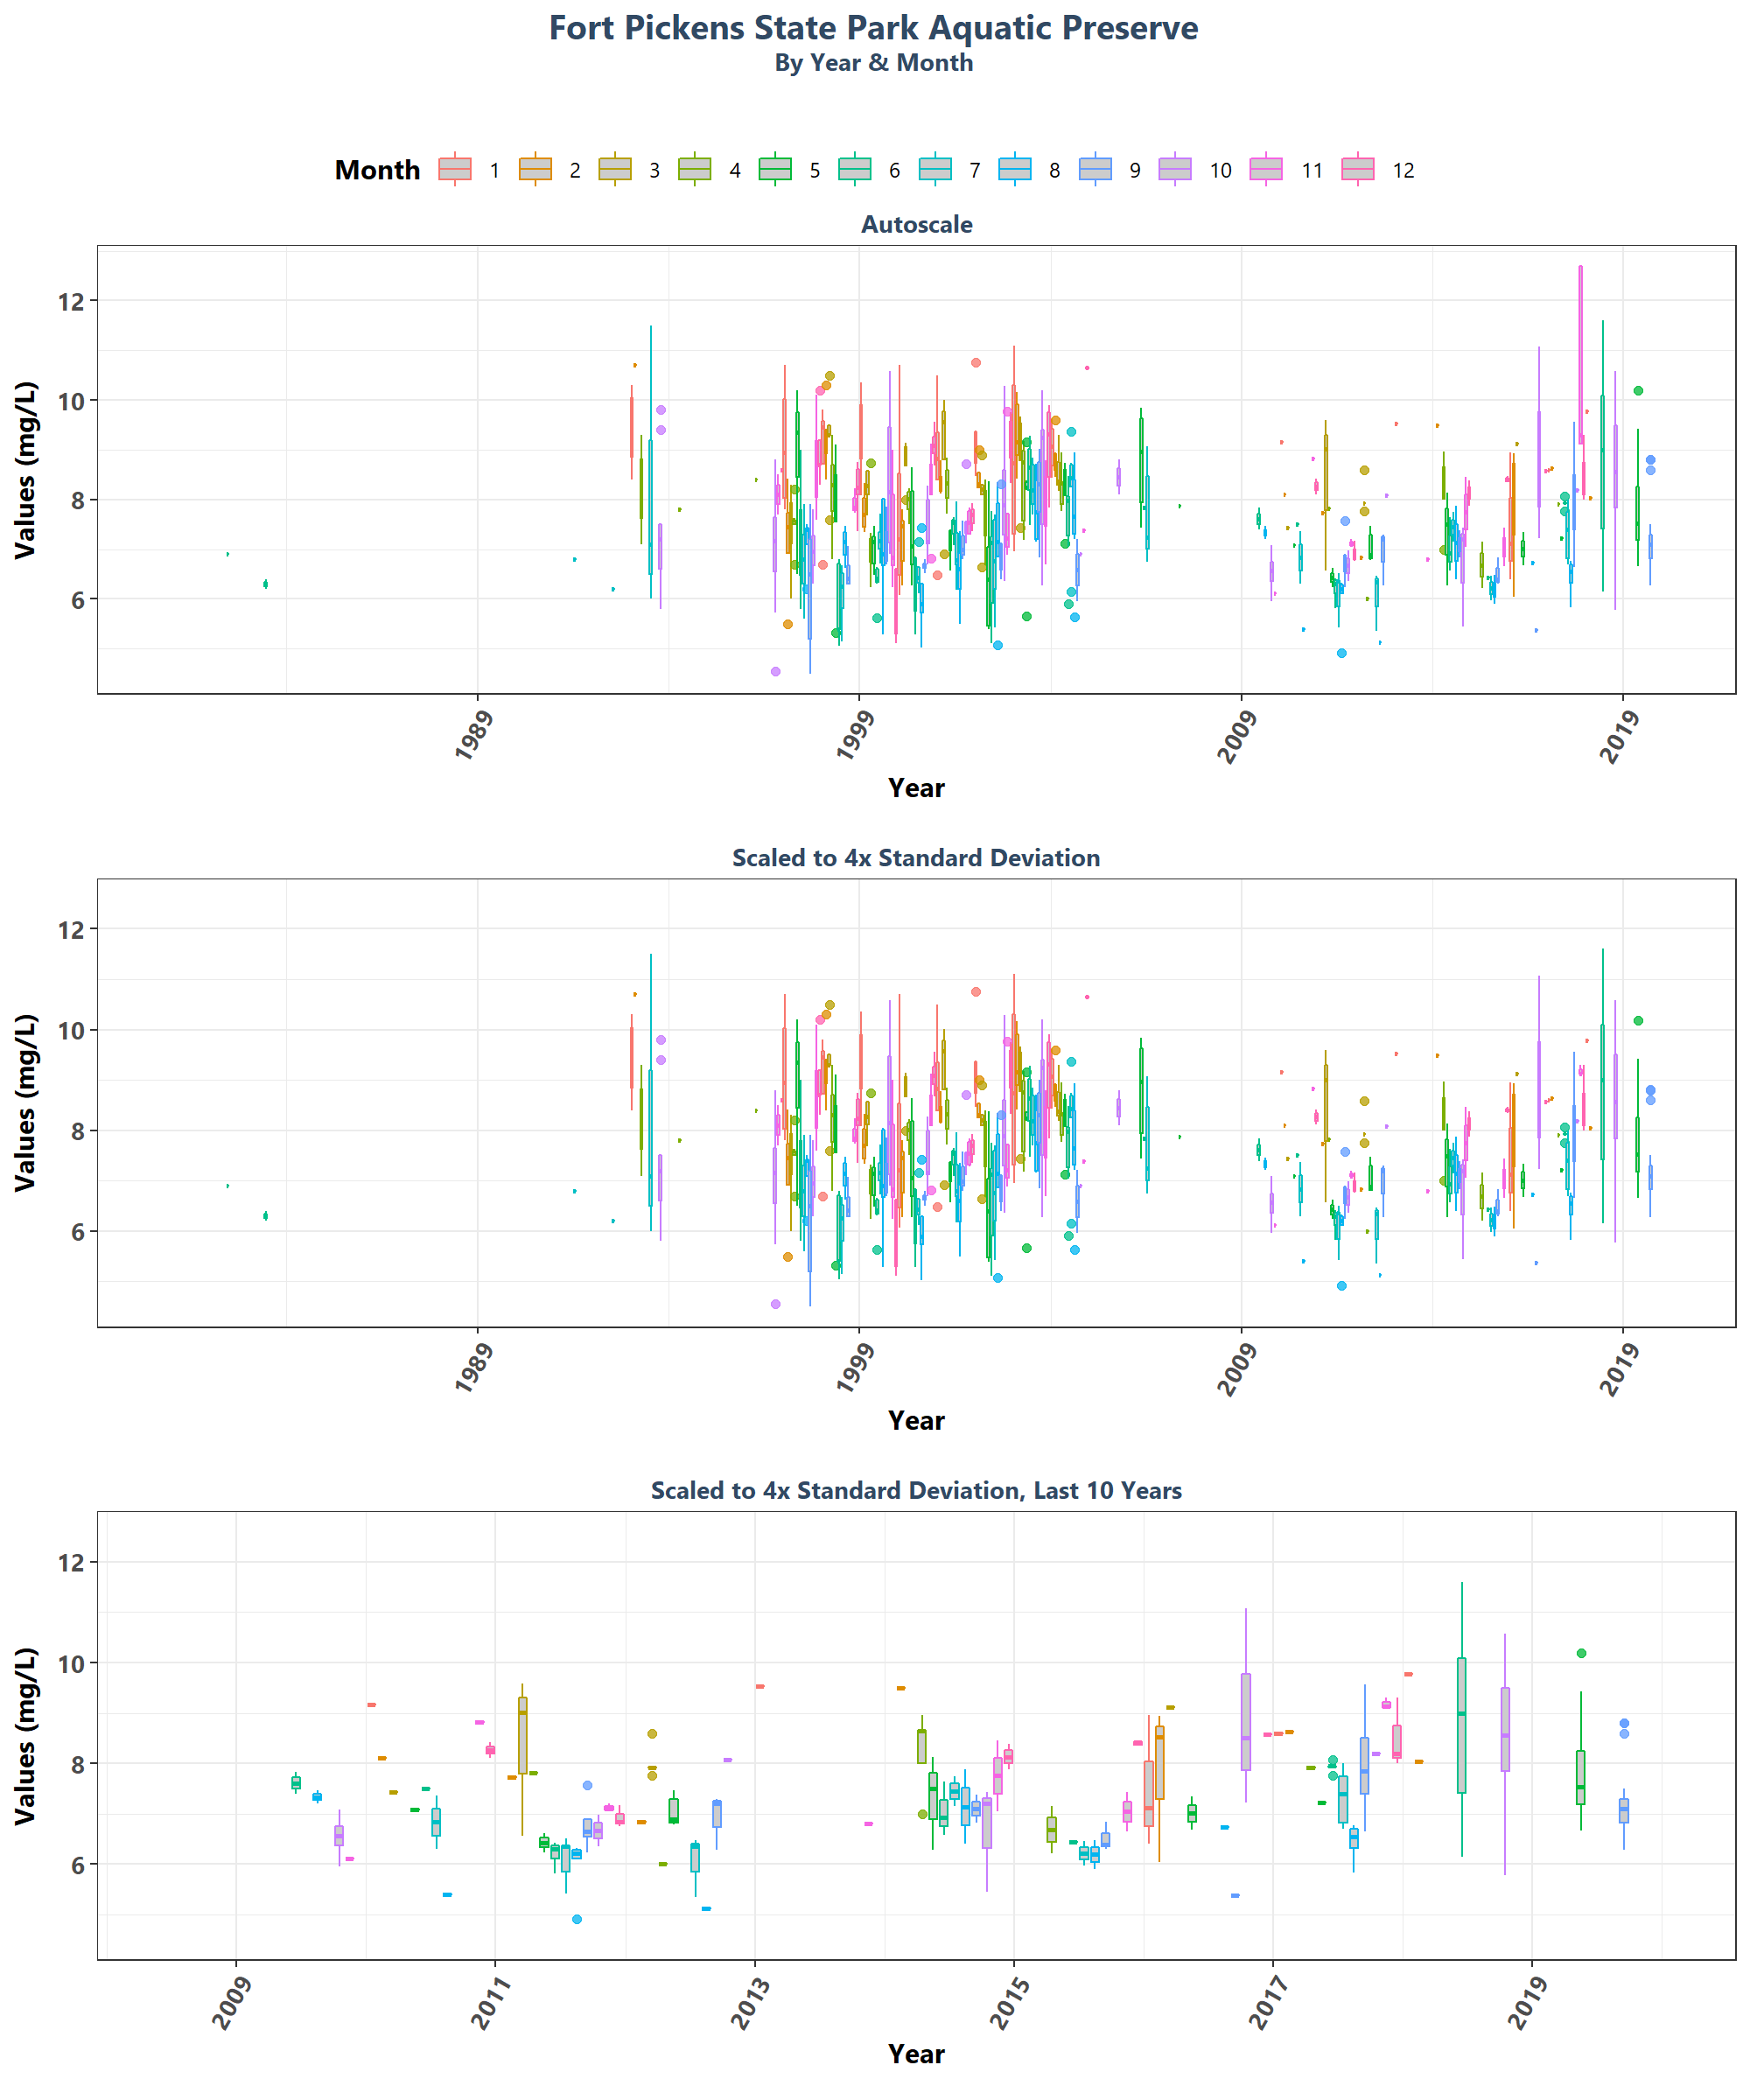 Fort Pickens State Park Aquatic Preserve
By Year & Month
Month 1 2 3 4 5 6 7 8 9 10 11 12
Autoscale
Values (mg/L)
12
10
8
6
1989 1999 2009 2019
Year
Scaled to 4x Standard Deviation
Values (mg/L)
12
10
8
6
1989 1999 2009 2019
Year
Scaled to 4x Standard Deviation, Last 10 Years
Values (mg/L)
12
10
8
6
2009 2011 2013 2015 2017 2019
Year